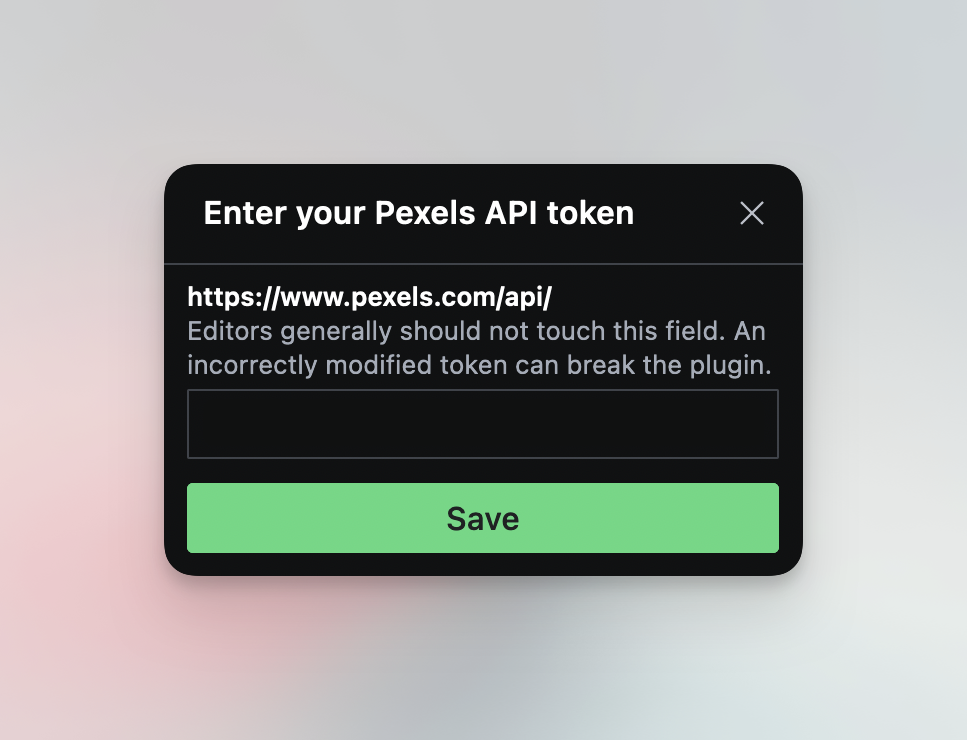 Enter your Pexels API token
https://www.pexels.com/api/
Editors generally should not touch this field. An
incorrectly modified token can break the plugin.
Save